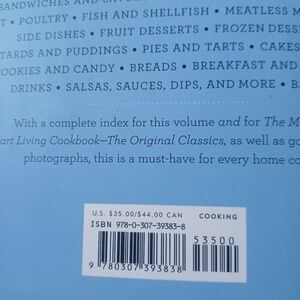 SANDWICHES AND
POULTRY • FISH AND SHELLFISH • MEATLESS M
SIDE DISHES • FRUIT DESSERTS • FROZEN DESSE
TARDS AND PUDDINGS • PIES AND TARTS • CAKES
COOKIES AND CANDY • BREADS • BREAKFAST AND
DRINKS • SALSAS, SAUCES, DIPS, AND MORE • B
With a complete index for this volume and for The M
art Living Cookbook—The Original Classics, as well as go
photographs, this is a must-have for every home co
U.S. $35.00/$44.00 CAN COOKING
ISBN 978-0-307-39383-8
53500
9 780307 393838